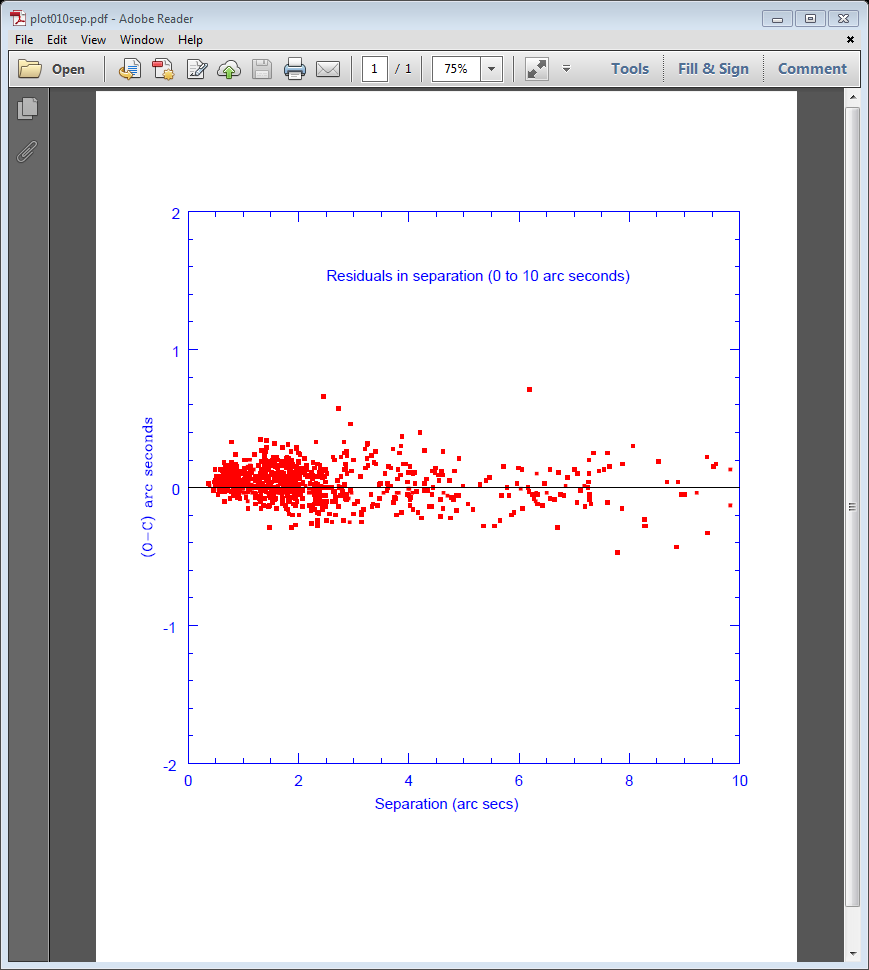 plot010sep.pdf - Adobe Reader
File Edit View Window Help
Open 1 / 1 75% Tools Fill & Sign Comment
2
Residuals in separation (0 to 10 arc seconds)
1
(O-C) arc seconds
0
-1
-2
0 2 4 6 8 10
Separation (arc secs)